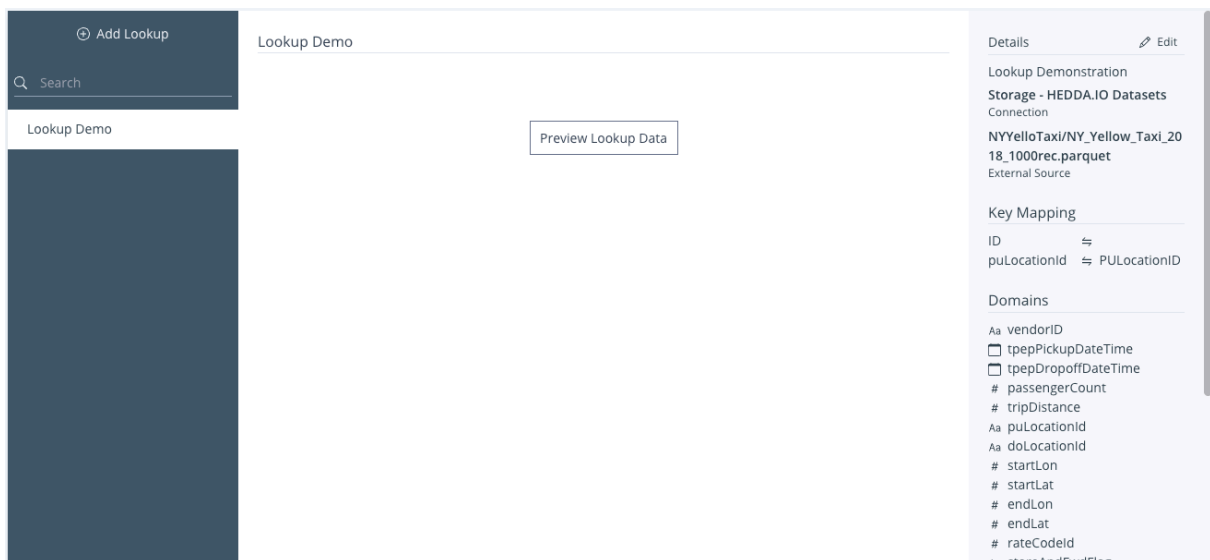 Add Lookup
Search
Lookup Demo
Lookup Demo
Preview Lookup Data
Details
Edit
Lookup Demonstration
Storage - HEDDA.IO Datasets
Connection
NYYelloTaxi/NY_Yellow_Taxi_20
18_1000rec.parquet
External Source
Key Mapping
ID ⇋
puLocationId ⇋ PULocationID
Domains
Aa vendorID
tpepPickupDateTime
tpepDropoffDateTime
# passengerCount
# tripDistance
Aa puLocationId
Aa doLocationId
# startLon
# startLat
# endLon
# endLat
# rateCodeId